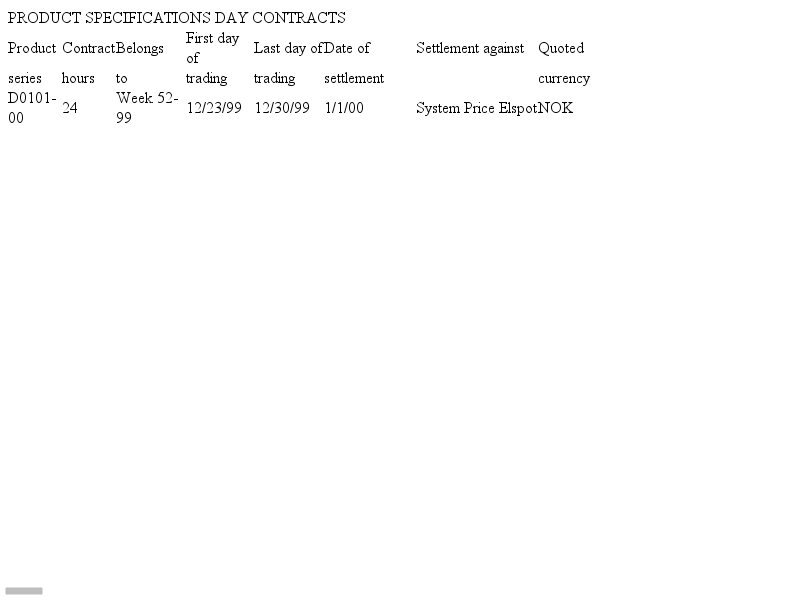 PRODUCT SPECIFICATIONS DAY CONTRACTS
Product Contract Belongs First day of Last day of Date of Settlement against Quoted
series hours to trading trading settlement currency
D0101-00 24 Week 52-99 12/23/99 12/30/99 1/1/00 System Price Elspot NOK